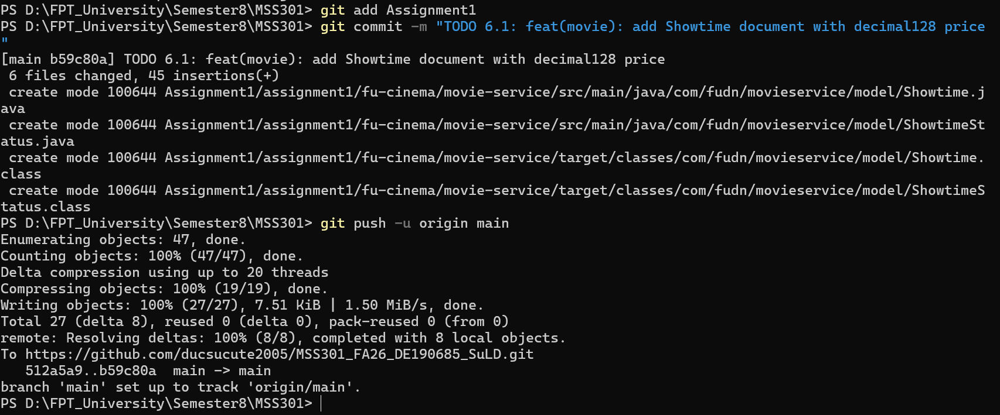 PS D:\FPT_University\Semester8\MSS301> git add Assignment1
PS D:\FPT_University\Semester8\MSS301> git commit -m "TODO 6.1: feat(movie): add Showtime document with decimal128 price
"
[main b59c80a] TODO 6.1: feat(movie): add Showtime document with decimal128 price
 6 files changed, 45 insertions(+)
 create mode 100644 Assignment1/assignment1/fu-cinema/movie-service/src/main/java/com/fudn/movieservice/model/Showtime.j
ava
 create mode 100644 Assignment1/assignment1/fu-cinema/movie-service/src/main/java/com/fudn/movieservice/model/ShowtimeSt
atus.java
 create mode 100644 Assignment1/assignment1/fu-cinema/movie-service/target/classes/com/fudn/movieservice/model/Showtime.
class
 create mode 100644 Assignment1/assignment1/fu-cinema/movie-service/target/classes/com/fudn/movieservice/model/ShowtimeS
tatus.class
PS D:\FPT_University\Semester8\MSS301> git push -u origin main
Enumerating objects: 47, done.
Counting objects: 100% (47/47), done.
Delta compression using up to 20 threads
Compressing objects: 100% (19/19), done.
Writing objects: 100% (27/27), 7.51 KiB | 1.50 MiB/s, done.
Total 27 (delta 8), reused 0 (delta 0), pack-reused 0 (from 0)
remote: Resolving deltas: 100% (8/8), completed with 8 local objects.
To https://github.com/ducsucute2005/MSS301_FA26_DE190685_SuLD.git
   512a5a9..b59c80a  main -> main
branch 'main' set up to track 'origin/main'.
PS D:\FPT_University\Semester8\MSS301>